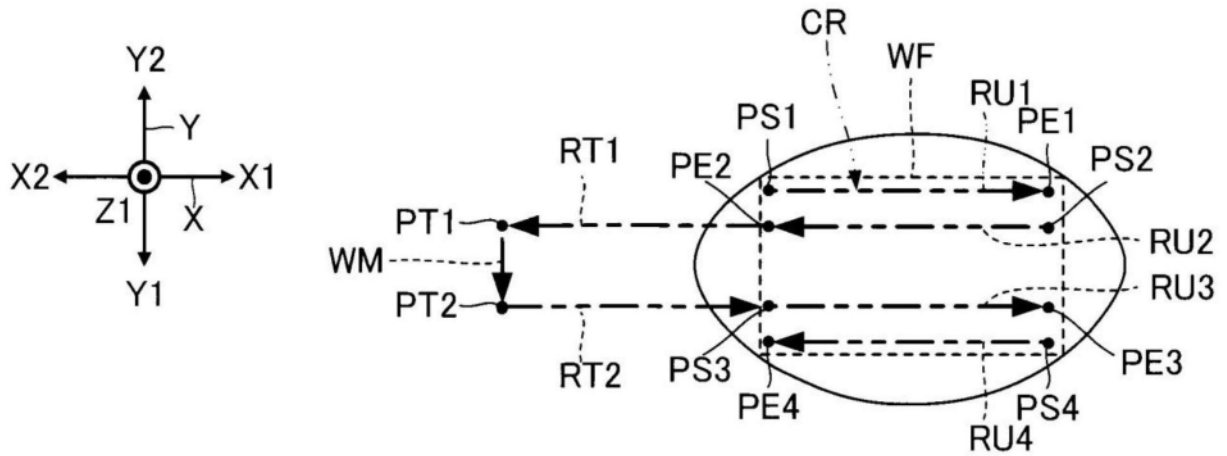 Y2
Y
X2
X1
Z1
X
Y1
CR
WF
RU1
PS1
PE1
RT1
PE2
PS2
PT1
WM
RU2
PT2
RU3
RT2
PS3
PE3
PE4
PS4
RU4